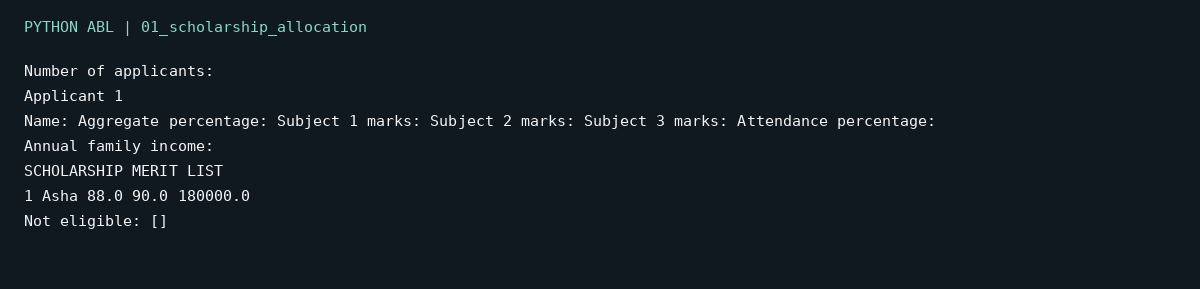 PYTHON ABL | 01_scholarship_allocation
Number of applicants:
Applicant 1
Name: Aggregate percentage: Subject 1 marks: Subject 2 marks: Subject 3 marks: Attendance percentage:
Annual family income:
SCHOLARSHIP MERIT LIST
1 Asha 88.0 90.0 180000.0
Not eligible: []